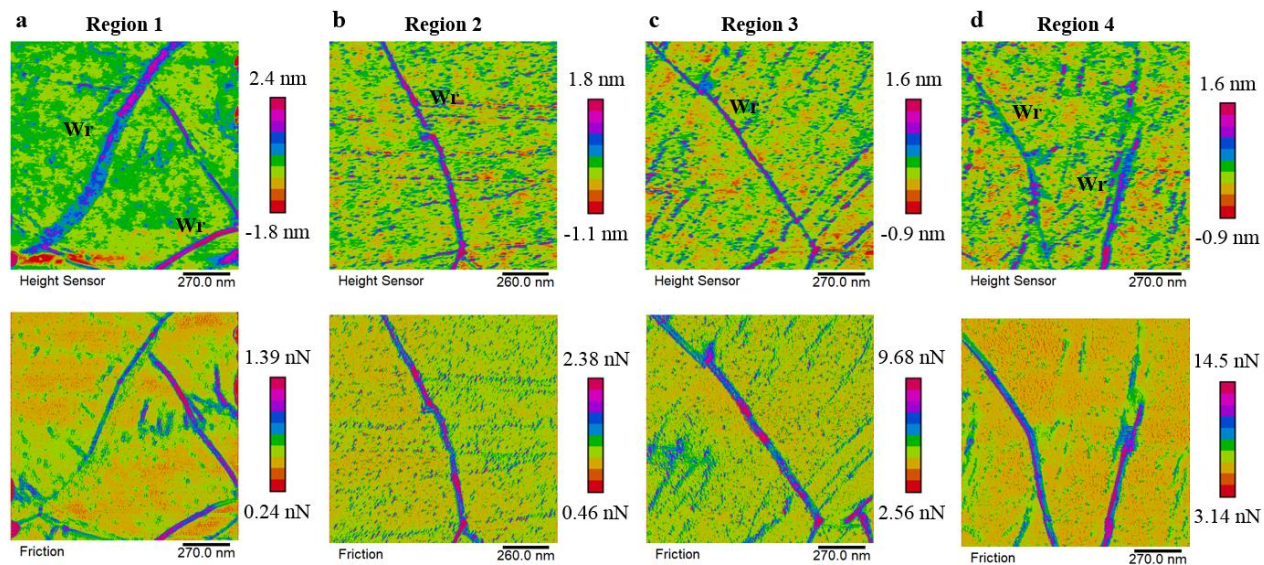 a Region 1
2.4 nm
Wr
Wr
-1.8 nm
Height Sensor 270.0 nm
1.39 nN
0.24 nN
Friction 270.0 nm
b Region 2
1.8 nm
Wr
-1.1 nm
Height Sensor 260.0 nm
2.38 nN
0.46 nN
Friction 260.0 nm
c Region 3
1.6 nm
Wr
-0.9 nm
Height Sensor 270.0 nm
9.68 nN
2.56 nN
Friction 270.0 nm
d Region 4
1.6 nm
Wr
Wr
-0.9 nm
Height Sensor 270.0 nm
14.5 nN
3.14 nN
Friction 270.0 nm